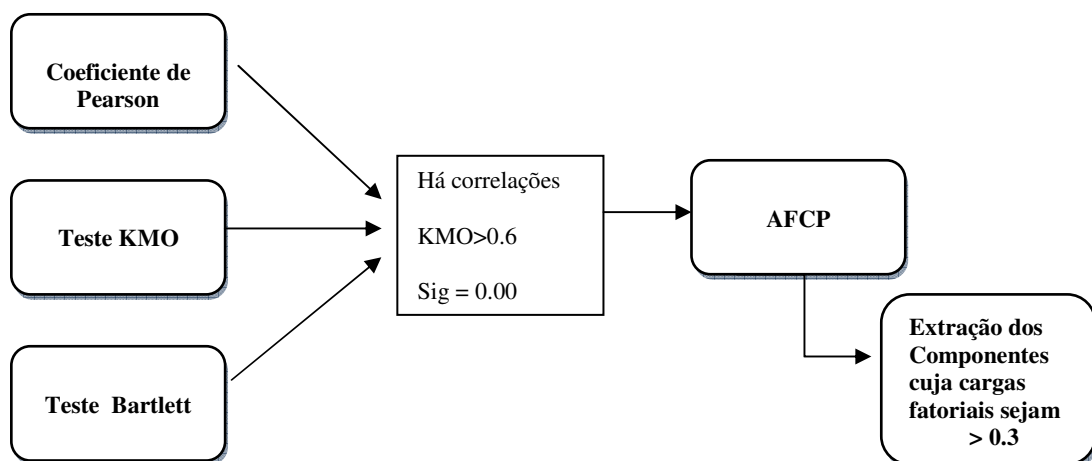 Coeficiente de
Pearson
Teste KMO
Teste Bartlett
Há correlações
KMO>0.6
Sig = 0.00
AFCP
Extração dos
Componentes
cuja cargas
fatoriais sejam
> 0.3